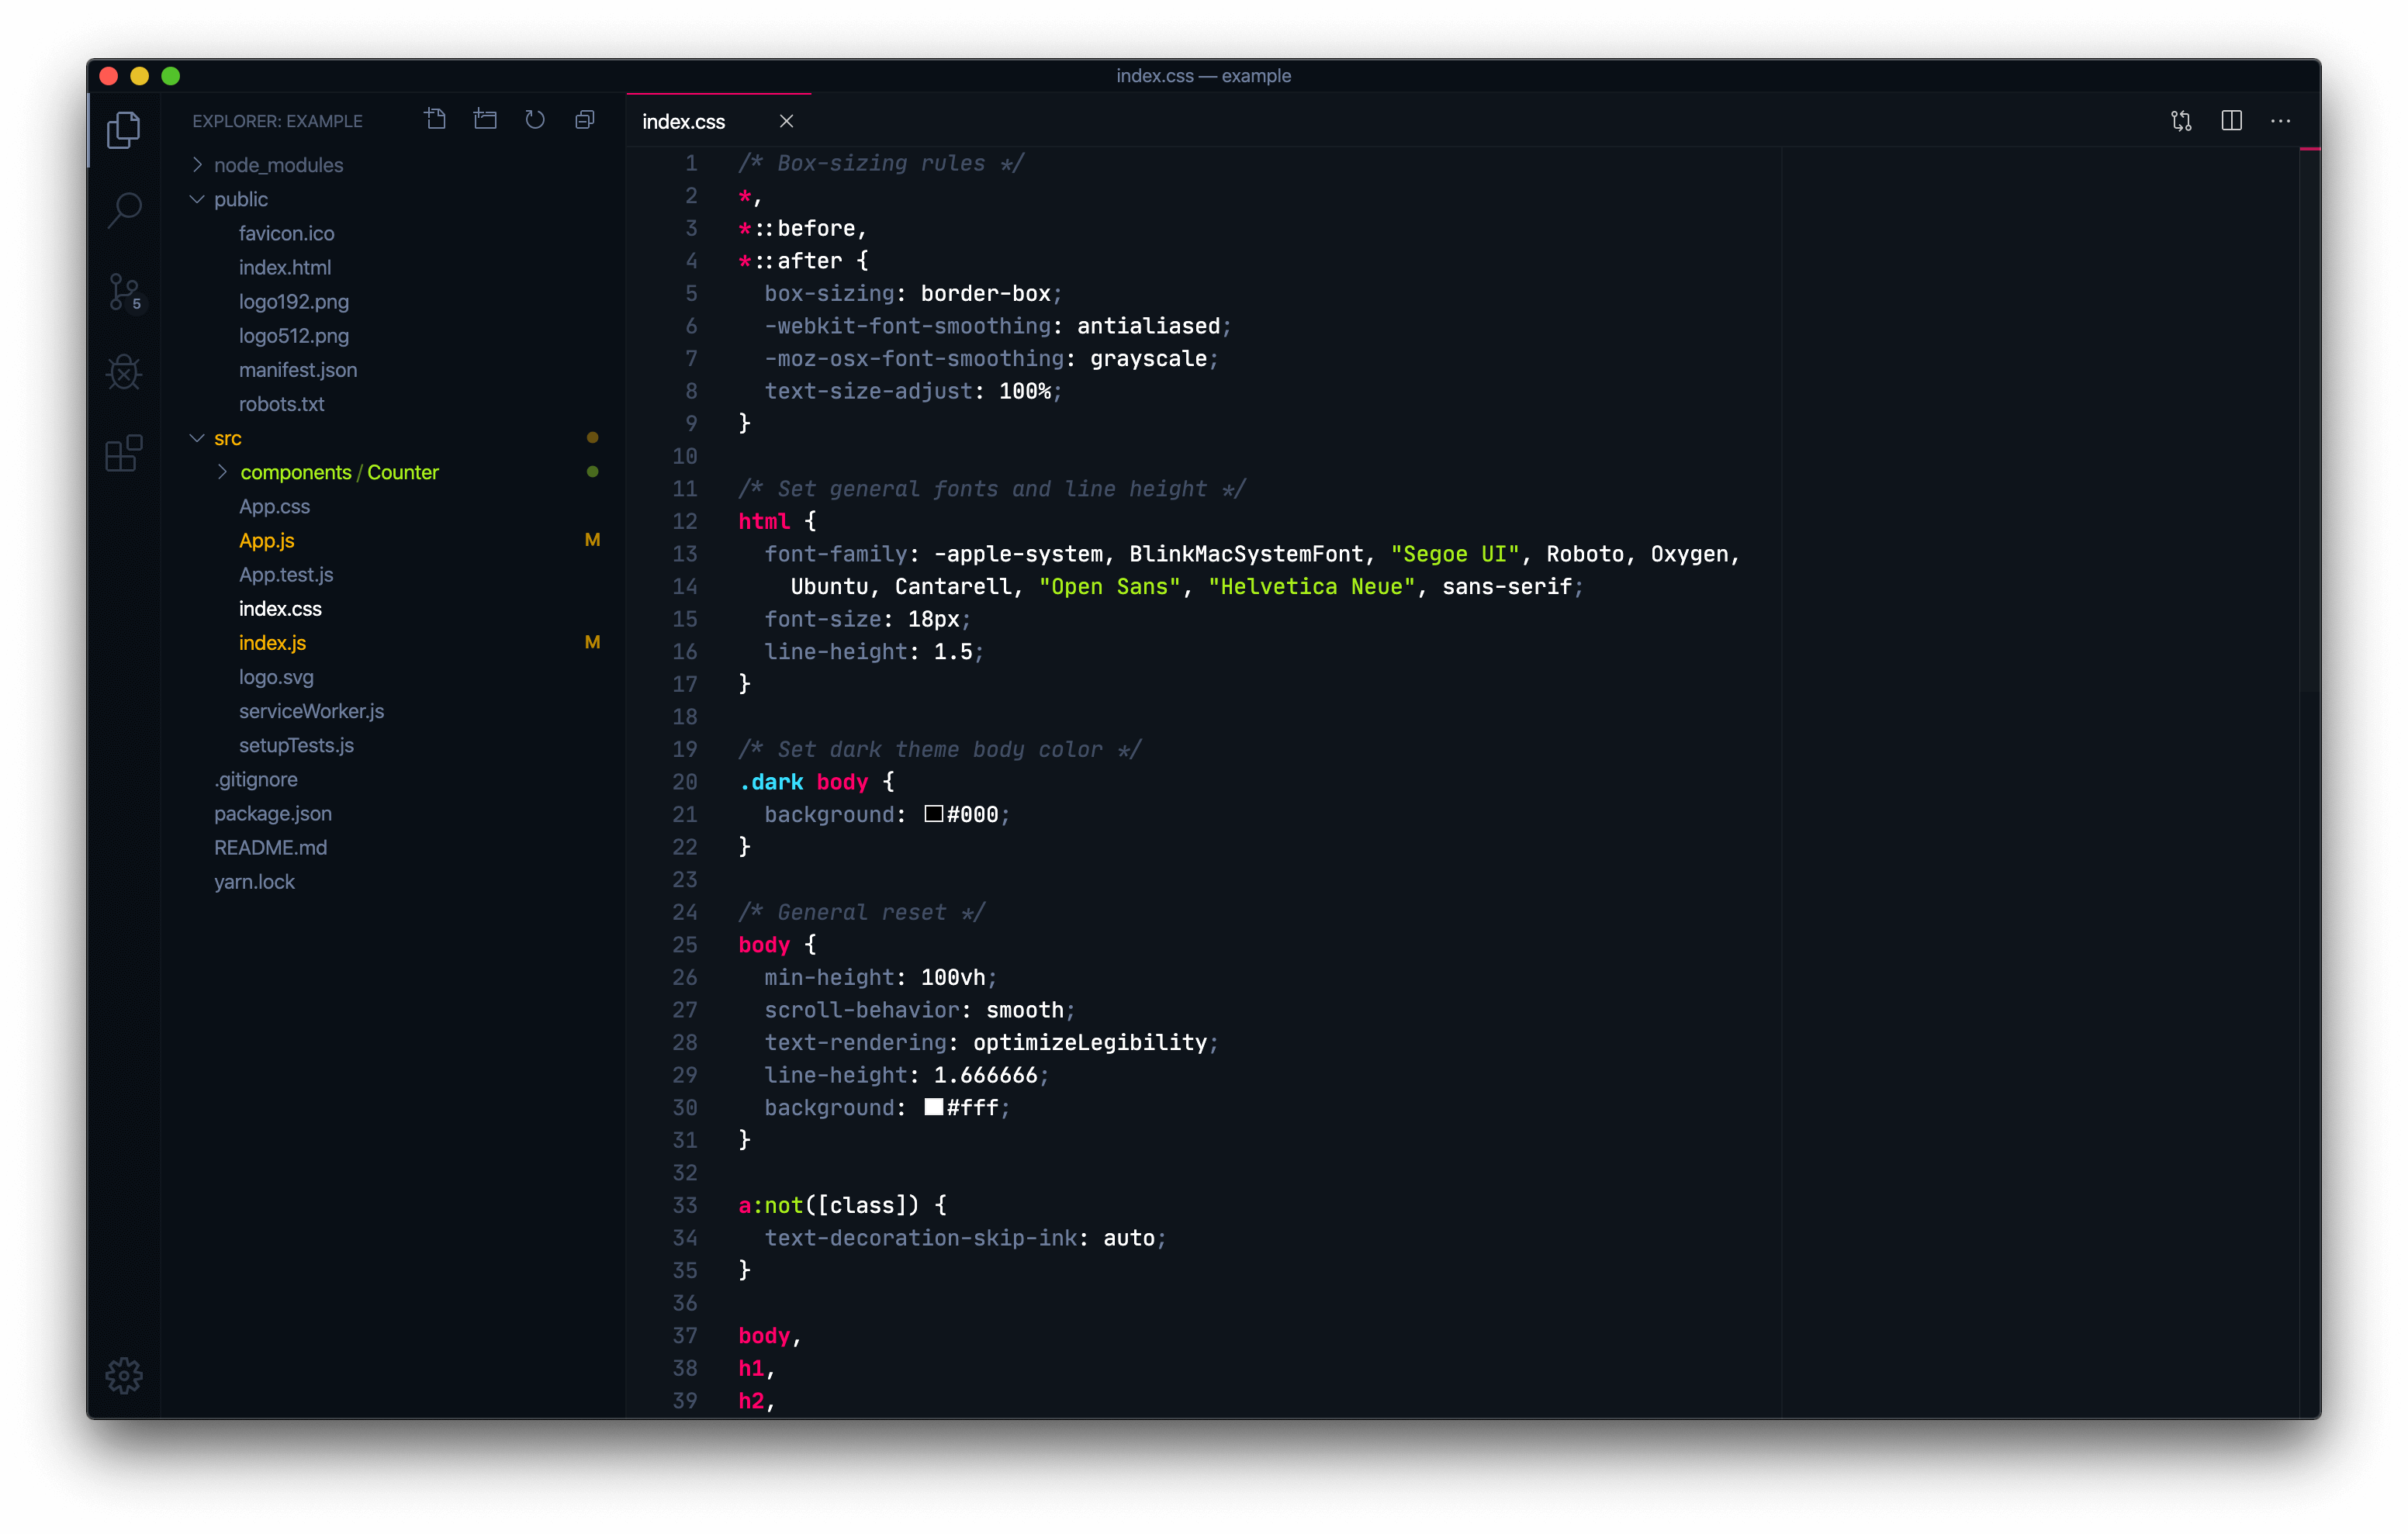 index.css — example
EXPLORER: EXAMPLE
node_modules
public
favicon.ico
index.html
logo192.png
logo512.png
manifest.json
robots.txt
src
components / Counter
App.css
App.js M
App.test.js
index.css
index.js M
logo.svg
serviceWorker.js
setupTests.js
.gitignore
package.json
README.md
yarn.lock
5
index.css
1 /* Box-sizing rules */
2 *,
3 *::before,
4 *::after {
5 box-sizing: border-box;
6 -webkit-font-smoothing: antialiased;
7 -moz-osx-font-smoothing: grayscale;
8 text-size-adjust: 100%;
9 }
10
11 /* Set general fonts and line height */
12 html {
13 font-family: -apple-system, BlinkMacSystemFont, "Segoe UI", Roboto, Oxygen,
14 Ubuntu, Cantarell, "Open Sans", "Helvetica Neue", sans-serif;
15 font-size: 18px;
16 line-height: 1.5;
17 }
18
19 /* Set dark theme body color */
20 .dark body {
21 background: #000;
22 }
23
24 /* General reset */
25 body {
26 min-height: 100vh;
27 scroll-behavior: smooth;
28 text-rendering: optimizeLegibility;
29 line-height: 1.666666;
30 background: #fff;
31 }
32
33 a:not([class]) {
34 text-decoration-skip-ink: auto;
35 }
36
37 body,
38 h1,
39 h2,